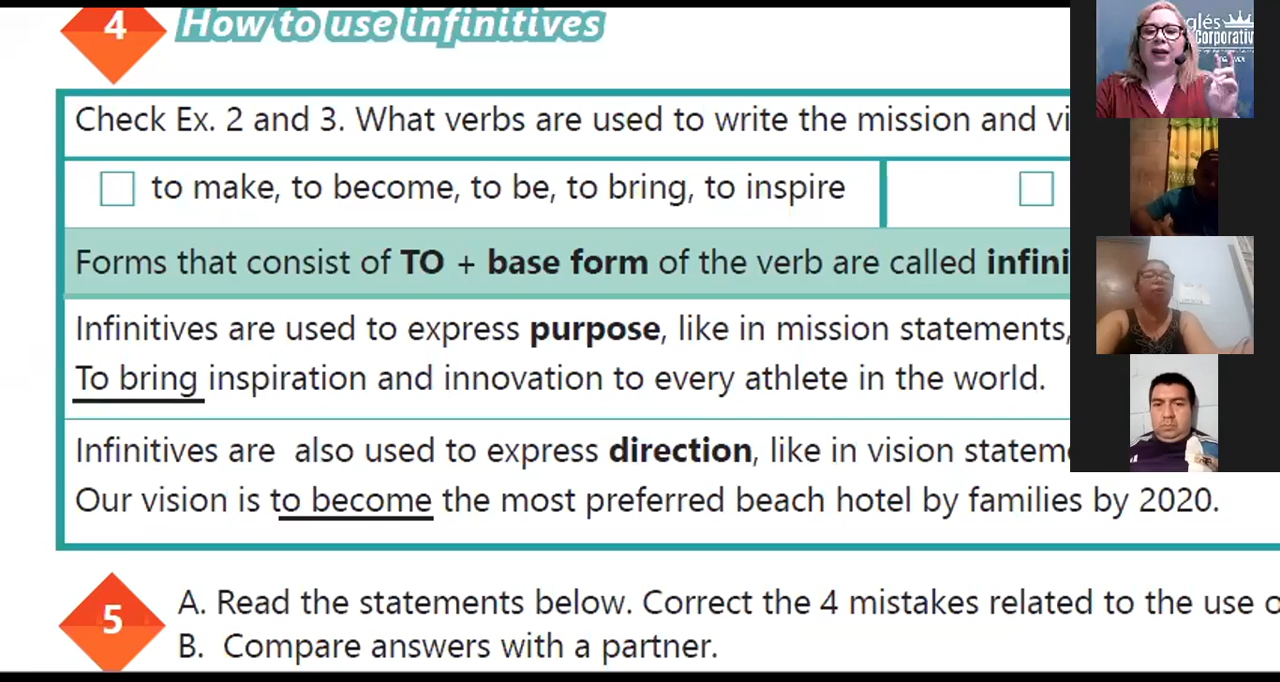 4
How to use infinitives
Check Ex. 2 and 3. What verbs are used to write the mission and
to make, to become, to be, to bring, to inspire
Forms that consist of TO + base form of the verb are called
Infinitives are used to express purpose, like in mission statements,
To bring inspiration and innovation to every athlete in the world.
Infinitives are also used to express direction, like in vision
Our vision is to become the most preferred beach hotel by families by 2020.
5
A. Read the statements below. Correct the 4 mistakes related to the use
B. Compare answers with a partner.
glés
Corporativ